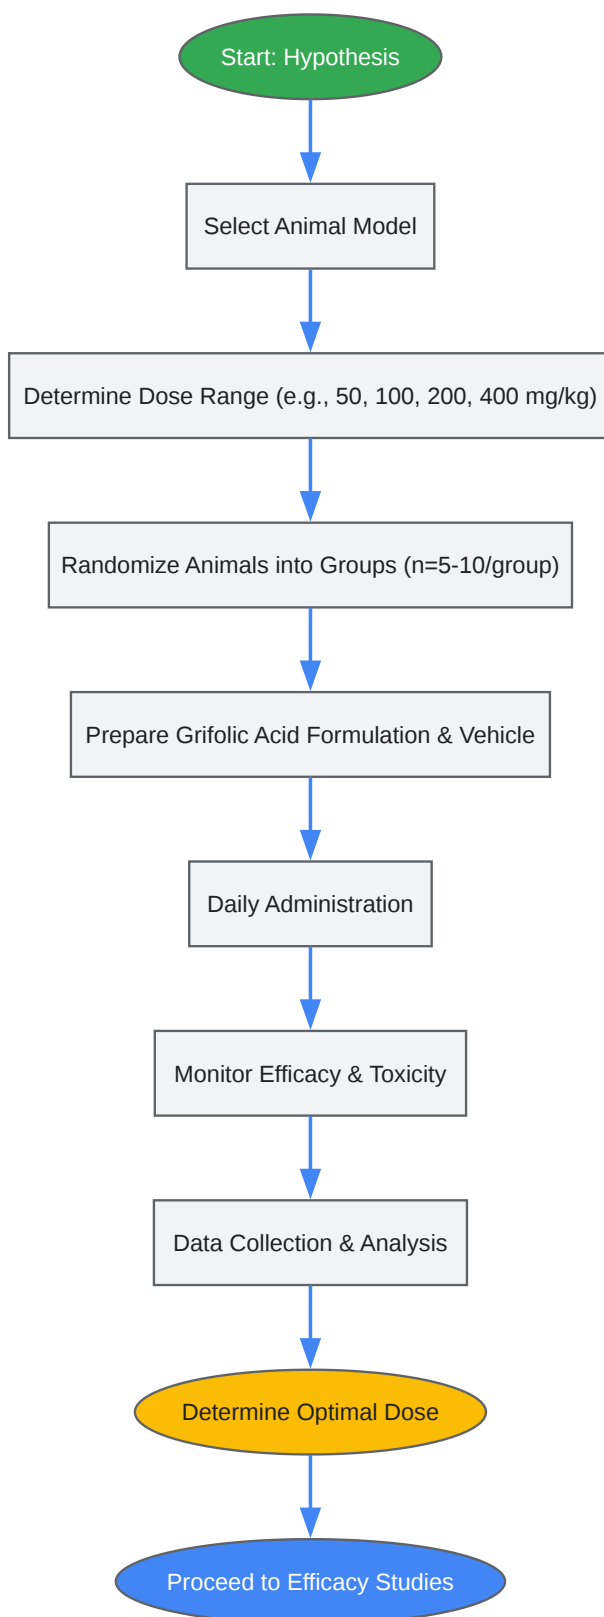 Start: Hypothesis
Select Animal Model
Determine Dose Range (e.g., 50, 100, 200, 400 mg/kg)
Randomize Animals into Groups (n=5-10/group)
Prepare Grifolic Acid Formulation & Vehicle
Daily Administration
Monitor Efficacy & Toxicity
Data Collection & Analysis
Determine Optimal Dose
Proceed to Efficacy Studies